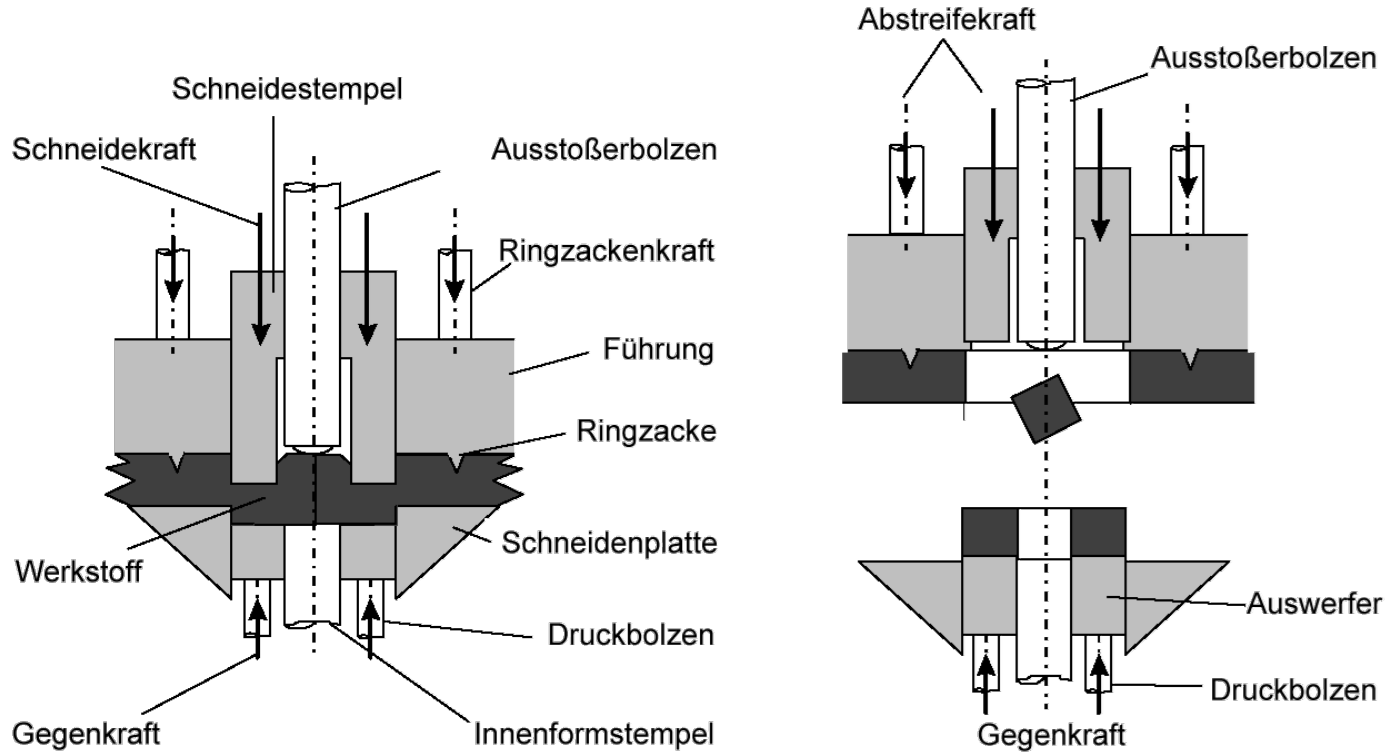 Schneidestempel
Schneidekraft
Ausstoßerbolzen
Ringzackenkraft
Führung
Ringzacke
Schneidenplatte
Werkstoff
Druckbolzen
Gegenkraft
Innenformstempel
Abstreifekraft
Ausstoßerbolzen
Auswerfer
Druckbolzen
Gegenkraft